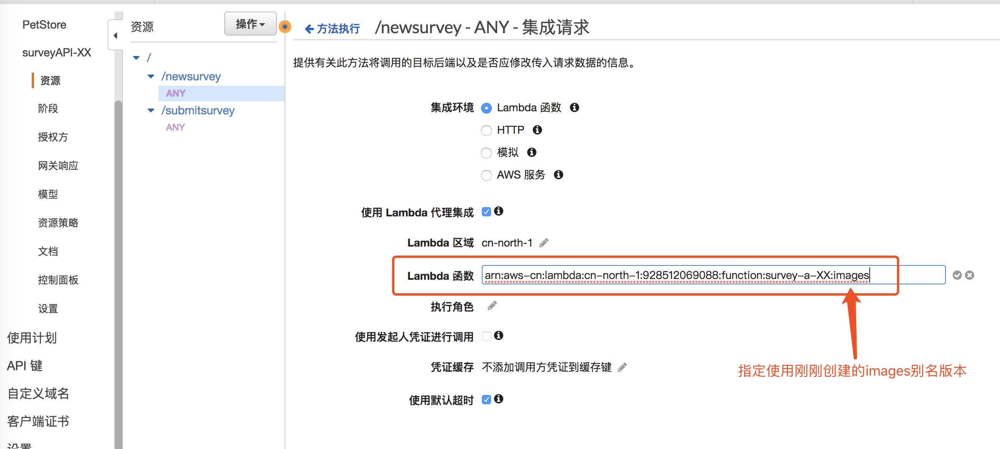 PetStore
surveyAPI-XX
资源
阶段
授权方
网关响应
模型
资源策略
文档
控制面板
设置
使用计划
API 键
自定义域名
客户端证书
设置
资源
操作
/
/newsurvey
ANY
/submitsurvey
ANY
方法执行 /newsurvey - ANY - 集成请求
提供有关此方法将调用的目标后端以及是否应修改传入请求数据的信息。
集成环境 Lambda 函数
HTTP
模拟
AWS 服务
使用 Lambda 代理集成
Lambda 区域 cn-north-1
Lambda 函数 arn:aws-cn:lambda:cn-north-1:928512069088:function:survey-a-XX:images
执行角色
使用发起人凭证进行调用
凭证缓存 不添加调用方凭证到缓存键
指定使用刚刚创建的images别名版本
使用默认超时